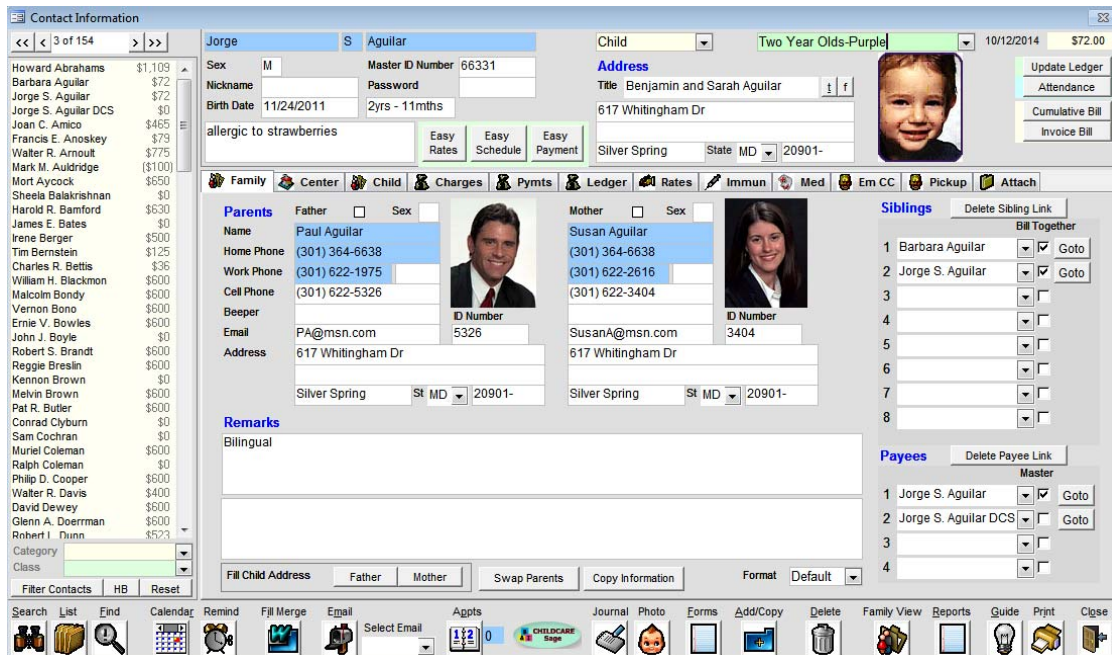 Contact Information
<< < 3 of 154 > >>
Howard Abrahams $1,109
Barbara Aguilar $72
Jorge S. Aguilar $72
Jorge S. Aguilar DCS $0
Joan C. Amico $465
Francis E. Anoskey $79
Walter R. Arnoult $775
Mark M. Auldridge ($100)
Mort Aycock $650
Sheela Balakrishnan $0
Harold R. Bamford $630
James E. Bates $0
Irene Berger $500
Tim Bernstein $125
Charles R. Bettis $36
William H. Blackmon $600
Malcolm Bondy $600
Vernon Bono $600
Ernie V. Bowles $600
John J. Boyle $0
Robert S. Brandt $600
Reggie Breslin $600
Kennon Brown $0
Melvin Brown $600
Pat R. Butler $600
Conrad Clyburn $0
Sam Cochran $0
Muriel Coleman $600
Ralph Coleman $0
Philip D. Cooper $600
Walter R. Davis $400
David Dewey $600
Glenn A. Doerrman $600
Robert L. Dunn $523
Category
Class
Filter Contacts HB Reset
Jorge S Aguilar Child Two Year Olds-Purple 10/12/2014 $72.00
Sex M Master ID Number 66331
Nickname Password
Birth Date 11/24/2011 2yrs - 11mths
allergic to strawberries
Easy Rates Easy Schedule Easy Payment
Address
Title Benjamin and Sarah Aguilar t f
617 Whitingham Dr
Silver Spring State MD 20901-
Update Ledger
Attendance
Cumulative Bill
Invoice Bill
Family Center Child Charges Pymts Ledger Rates Immun Med Em CC Pickup Attach
Parents Father Sex Mother Sex
Name Paul Aguilar Susan Aguilar
Home Phone (301) 364-6638 (301) 364-6638
Work Phone (301) 622-1975 (301) 622-2616
Cell Phone (301) 622-5326 (301) 622-3404
Beeper ID Number ID Number
Email PA@msn.com 5326 SusanA@msn.com 3404
Address 617 Whitingham Dr 617 Whitingham Dr
Silver Spring St MD 20901- Silver Spring St MD 20901-
Remarks
Bilingual
Fill Child Address Father Mother Swap Parents Copy Information Format Default
Siblings Delete Sibling Link
Bill Together
1 Barbara Aguilar Goto
2 Jorge S. Aguilar Goto
3
4
5
6
7
8
Payees Delete Payee Link
Master
1 Jorge S. Aguilar Goto
2 Jorge S. Aguilar DCS Goto
3
4
Search List Find Calendar Remind Fill Merge Email Appts Journal Photo Forms Add/Copy Delete Family View Reports Guide Print Close
Select Email
1 2 0
CHILDCARE
Sage